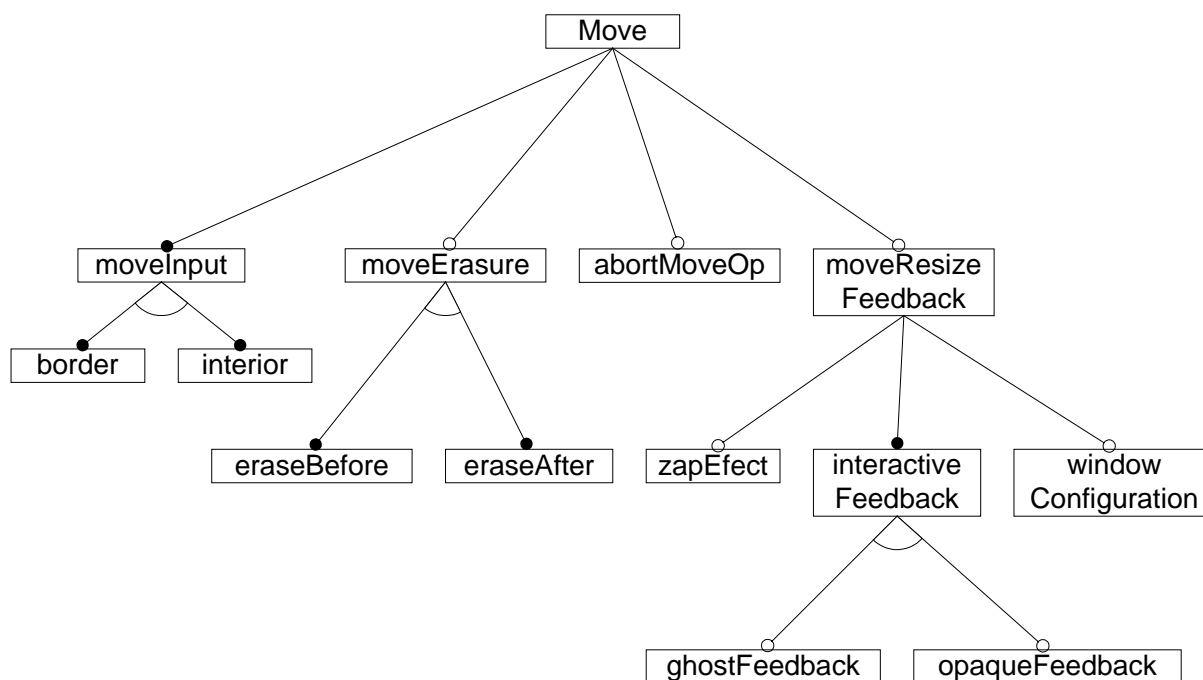 Move
moveInput
moveErasure
abortMoveOp
moveResize
Feedback
border
interior
eraseBefore
eraseAfter
zapEfect
interactive
Feedback
window
Configuration
ghostFeedback
opaqueFeedback